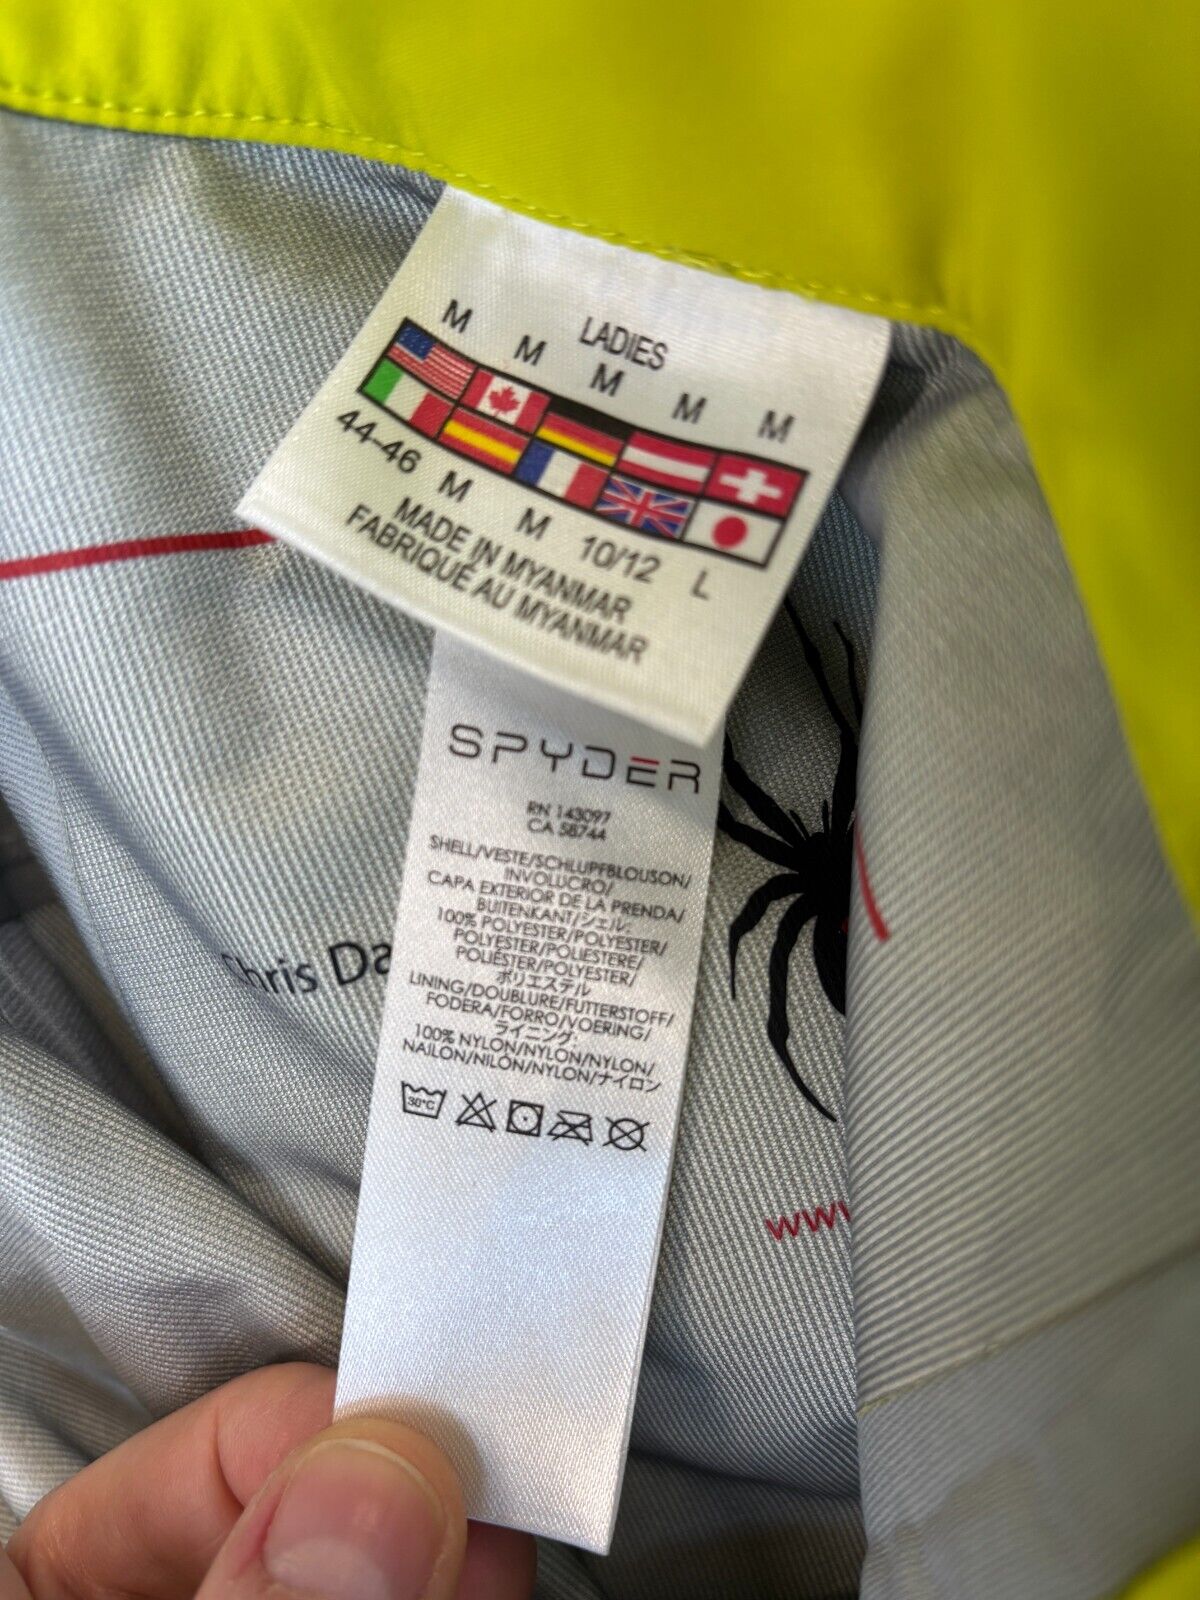 LADIES
M M M M M
44-46 M M 10/12 L
MADE IN MYANMAR
FABRIQUÉ AU MYANMAR
SPYDER
RN 143097
CA 58744
SHELL/VESTE/SCHLUPFBLOUSON/
INVOLUCRO/
CAPA EXTERIOR DE LA PRENDA/
BUITENKANT/シェル:
100% POLYESTER/POLYESTER/
POLYESTER/POLIESTERE/
POLIÉSTER/POLYESTER/
ポリエステル
LINING/DOUBLURE/FUTTERSTOFF/
FODERA/FORRO/VOERING/
ライニング:
100% NYLON/NYLON/NYLON/
NAILON/NILÓN/NYLON/ナイロン
30°C
Chris Da
www